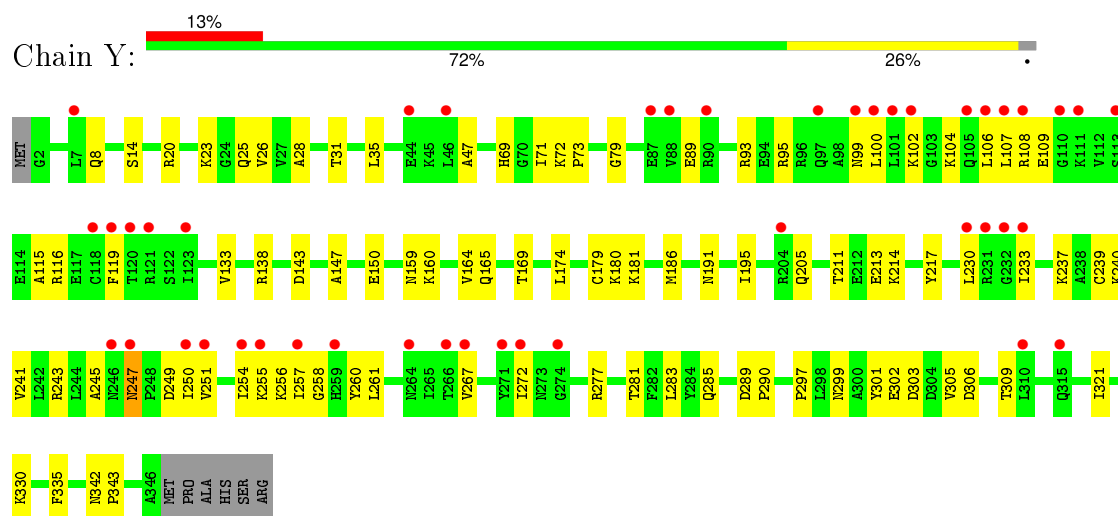 13%
Chain Y:
72% 26% •
MET G2 L7 Q8 S14 R20 K23 G24 Q25 V26 V27 A28 T31 L35 E44 K45 L46 A47 H69 G70 I71 K72 P73 G79 E87 V88 E89 R90 R93 E94 R95 R96 Q97 A98 N99 L100 L101 K102 G103 K104 Q105 L106 L107 R108 E109 G110 K111 V112
E114 A115 R116 E117 C118 F119 T120 R121 S122 I123 V133 R138 D143 A147 E150 N159 K160 V164 Q165 T169 L174 C179 K180 K181 M186 N191 I195 R204 Q205 T211 E212 E213 K214 Y217 L230 R231 G232 I233 K237 A238 C239 K240
V241 L242 R243 L244 A245 N246 N247 P248 D249 I250 V251 I254 K255 K256 I257 G258 H259 Y260 L261 N264 I265 T266 V267 Y271 I272 N273 G274 R277 T281 F282 L283 Y284 Q285 D289 P290 P297 L298 N299 A300 Y301 E302 D303 D304 V305 D306 T309 L310 Q315 I321
K330 F335 N342 P343 A346 MET PRO ALA HIS SER ARG